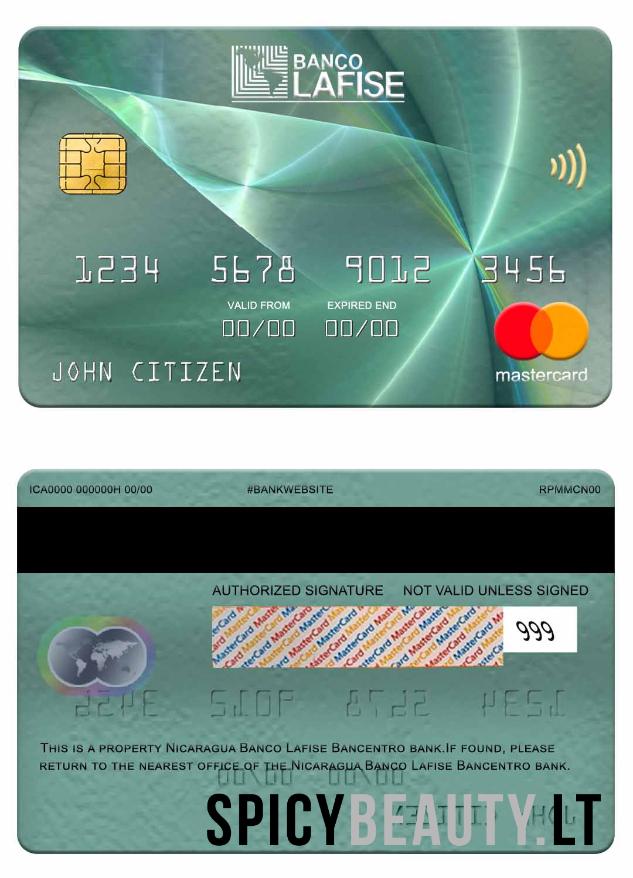 BANCO
LAFISE
1234 5678 9012 3456
VALID FROM EXPIRED END
00/00 00/00
JOHN CITIZEN
mastercard
ICA0000 000000H 00/00 #BANKWEBSITE RPMMCN00
AUTHORIZED SIGNATURE NOT VALID UNLESS SIGNED
MasterCard
999
THIS IS A PROPERTY NICARAGUA BANCO LAFISE BANCENTRO BANK.IF FOUND, PLEASE
RETURN TO THE NEAREST OFFICE OF THE NICARAGUA BANCO LAFISE BANCENTRO BANK.
SPICYBEAUTY.LT